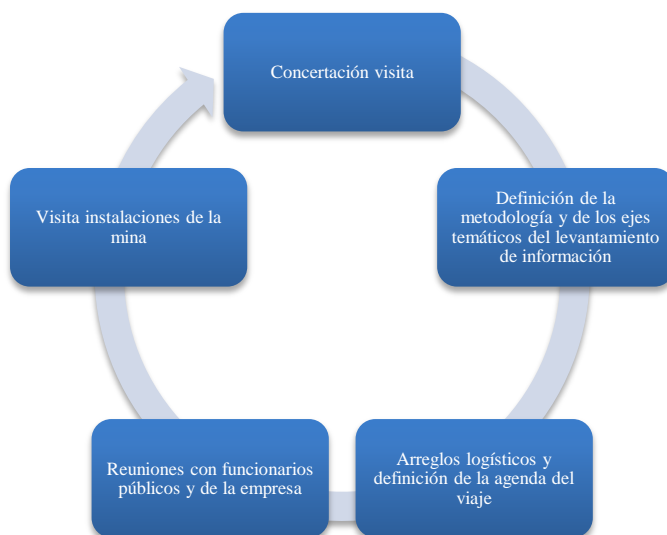 Concertación visita
Definición de la
metodología y de los ejes
temáticos del levantamiento
de información
Arreglos logísticos y
definición de la agenda del
viaje
Reuniones con funcionarios
públicos y de la empresa
Visita instalaciones de la
mina